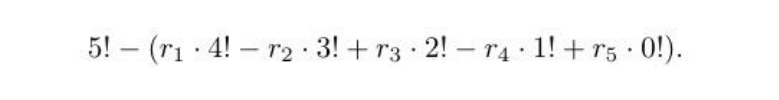 5! − (r₁ · 4! − r₂ · 3! + r₃ · 2! − r₄ · 1! + r₅ · 0!).